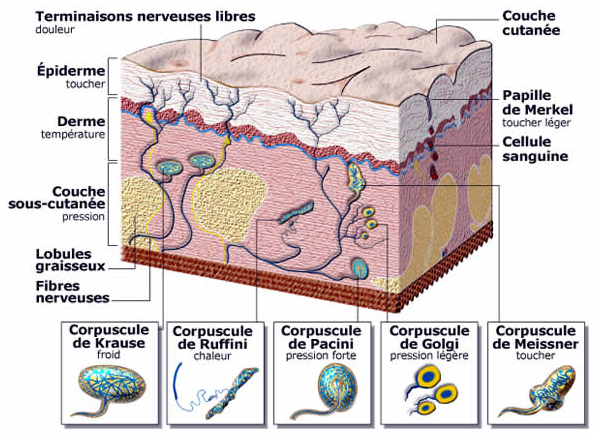 Terminaisons nerveuses libres
douleur
Couche
cutanée
Épiderme
toucher
Papille
de Merkel
toucher léger
Derme
température
Cellule
sanguine
Couche
sous-cutanée
pression
Lobules
graisseux
Fibres
nerveuses
Corpuscule
de Krause
froid
Corpuscule
de Ruffini
chaleur
Corpuscule
de Pacini
pression forte
Corpuscule
de Golgi
pression légère
Corpuscule
de Meissner
toucher